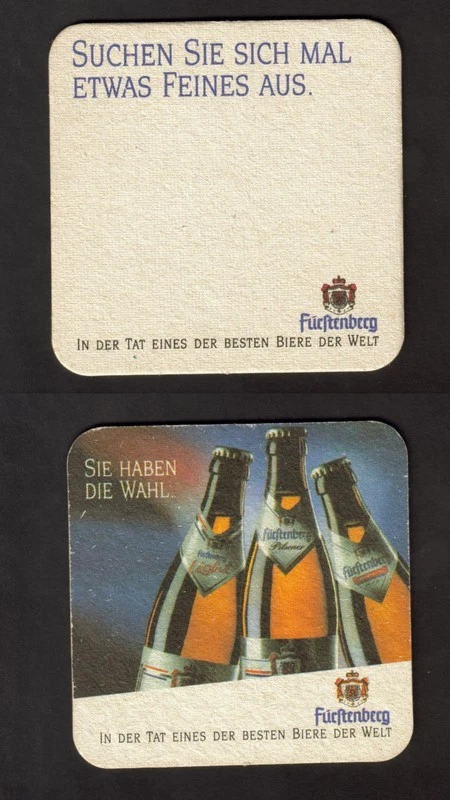 SUCHEN SIE SICH MAL
ETWAS FEINES AUS.
Fürstenberg
IN DER TAT EINES DER BESTEN BIERE DER WELT
SIE HABEN
DIE WAHL.
Fürstenberg
Pilsener
Fürstenberg
Fürstenberg
IN DER TAT EINES DER BESTEN BIERE DER WELT